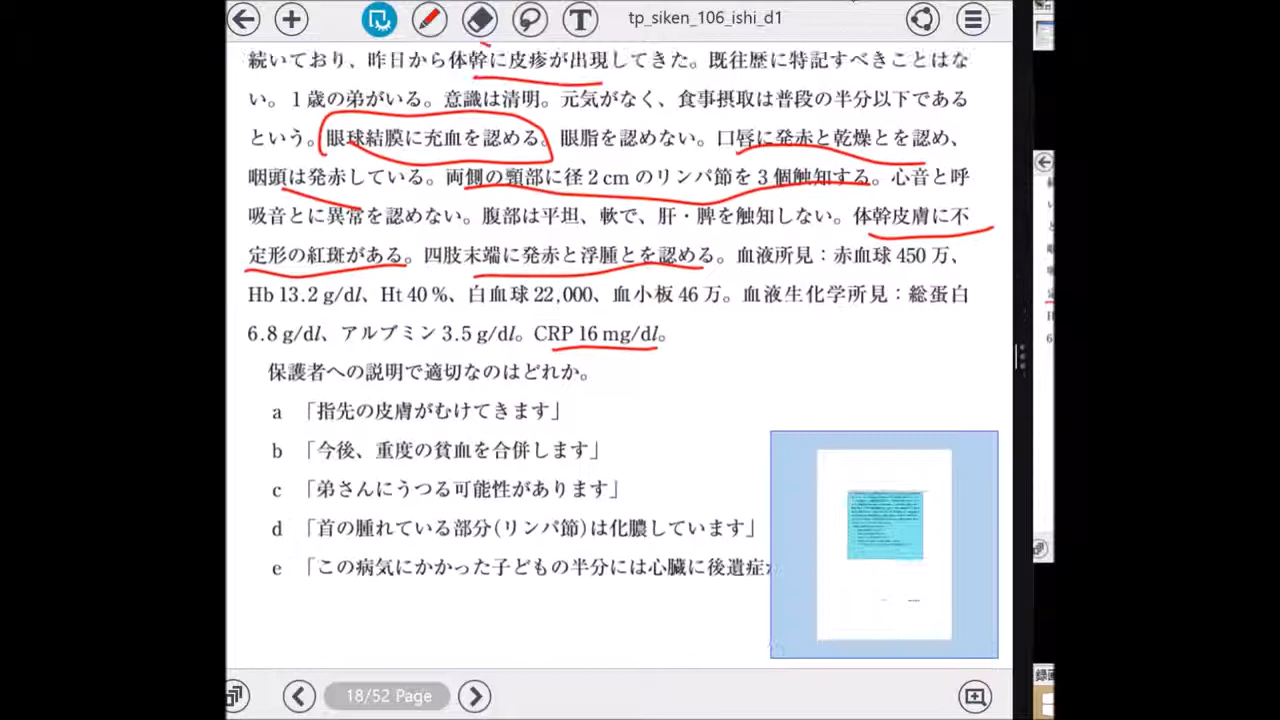 tp_siken_106_ishi_d1
続いており、昨日から体幹に皮疹が出現してきた。既往歴に特記すべきことはな
い。1歳の弟がいる。意識は清明。元気がなく、食事摂取は普段の半分以下である
という。眼球結膜に充血を認める。眼脂を認めない。口唇に発赤と乾燥とを認め、
咽頭は発赤している。両側の頸部に径2cmのリンパ節を3個触知する。心音と呼
吸音とに異常を認めない。腹部は平坦、軟で、肝・脾を触知しない。体幹皮膚に不
定形の紅斑がある。四肢末端に発赤と浮腫とを認める。血液所見：赤血球450万、
Hb 13.2 g/dl、Ht 40 %、白血球22,000、血小板46万。血液生化学所見：総蛋白
6.8 g/dl、アルブミン3.5 g/dl。CRP 16 mg/dl。
保護者への説明で適切なのはどれか。
a 「指先の皮膚がむけてきます」
b 「今後、重度の貧血を合併します」
c 「弟さんにうつる可能性があります」
d 「首の腫れている部分(リンパ節)は化膿しています」
e 「この病気にかかった子どもの半分には心臓に後遺症が
18/52 Page